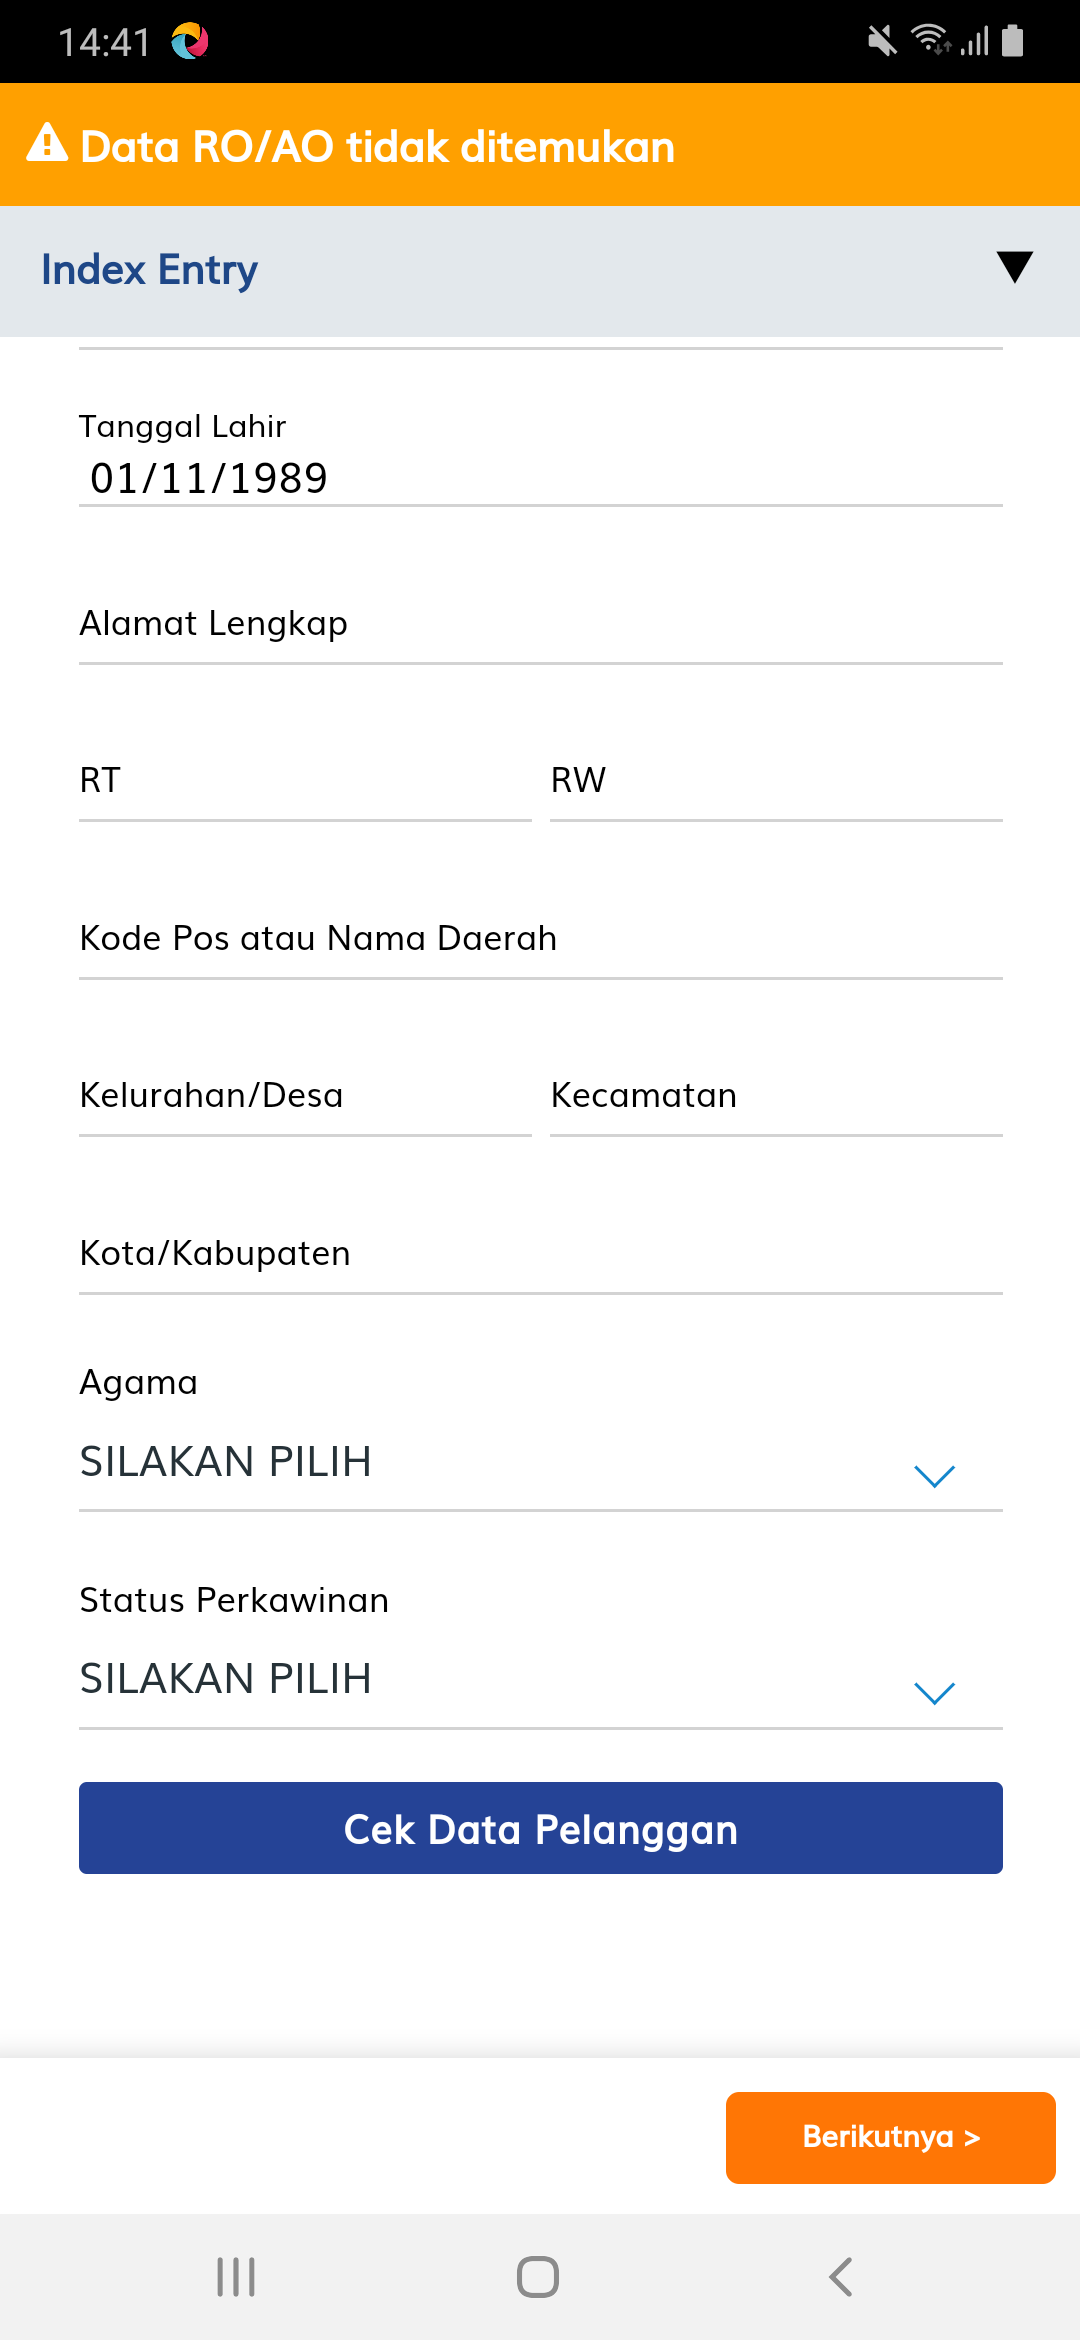 14:41
Data RO/AO tidak ditemukan
Index Entry
Tanggal Lahir
01/11/1989
Alamat Lengkap
RT RW
Kode Pos atau Nama Daerah
Kelurahan/Desa Kecamatan
Kota/Kabupaten
Agama
SILAKAN PILIH
Status Perkawinan
SILAKAN PILIH
Cek Data Pelanggan
Berikutnya >